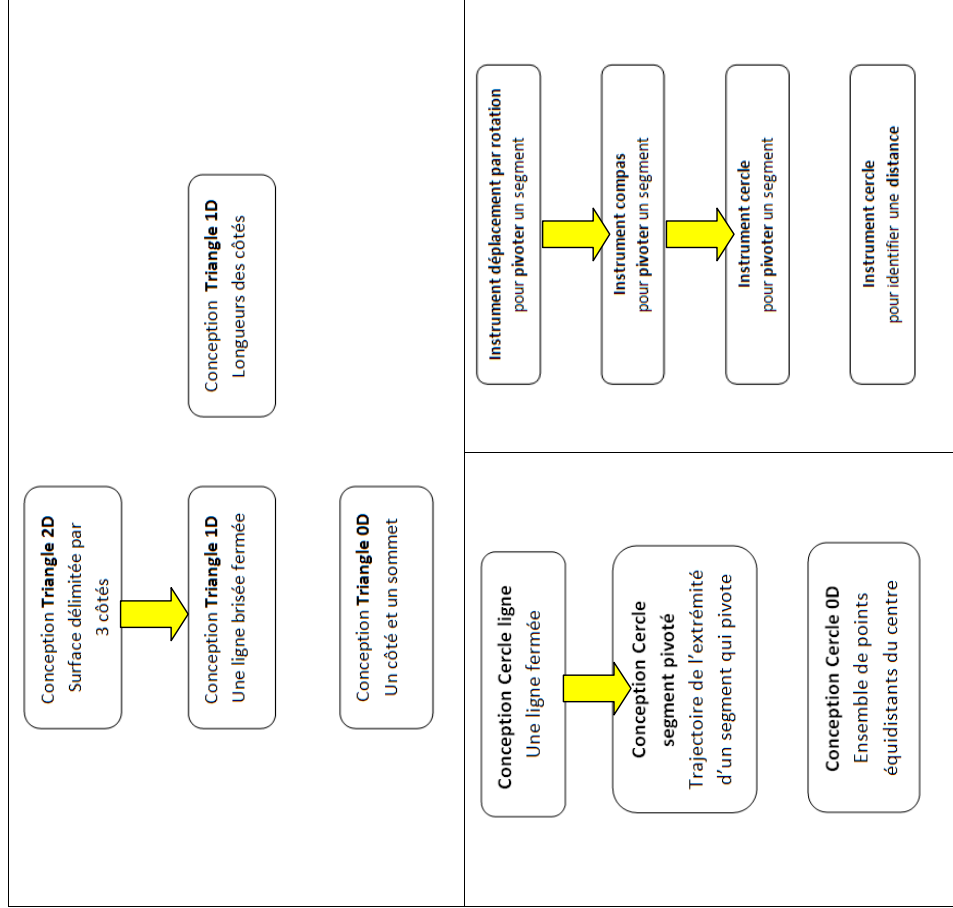 Conception Triangle 2D
Surface délimitée par
3 côtés
Conception Triangle 1D
Une ligne brisée fermée
Conception Triangle 1D
Longueurs des côtés
Conception Triangle 0D
Un côté et un sommet
Conception Cercle ligne
Une ligne fermée
Conception Cercle
segment pivoté
Trajectoire de l'extrémité
d'un segment qui pivote
Conception Cercle 0D
Ensemble de points
équidistants du centre
Instrument déplacement par rotation
pour pivoter un segment
Instrument compas
pour pivoter un segment
Instrument cercle
pour pivoter un segment
Instrument cercle
pour identifier une distance